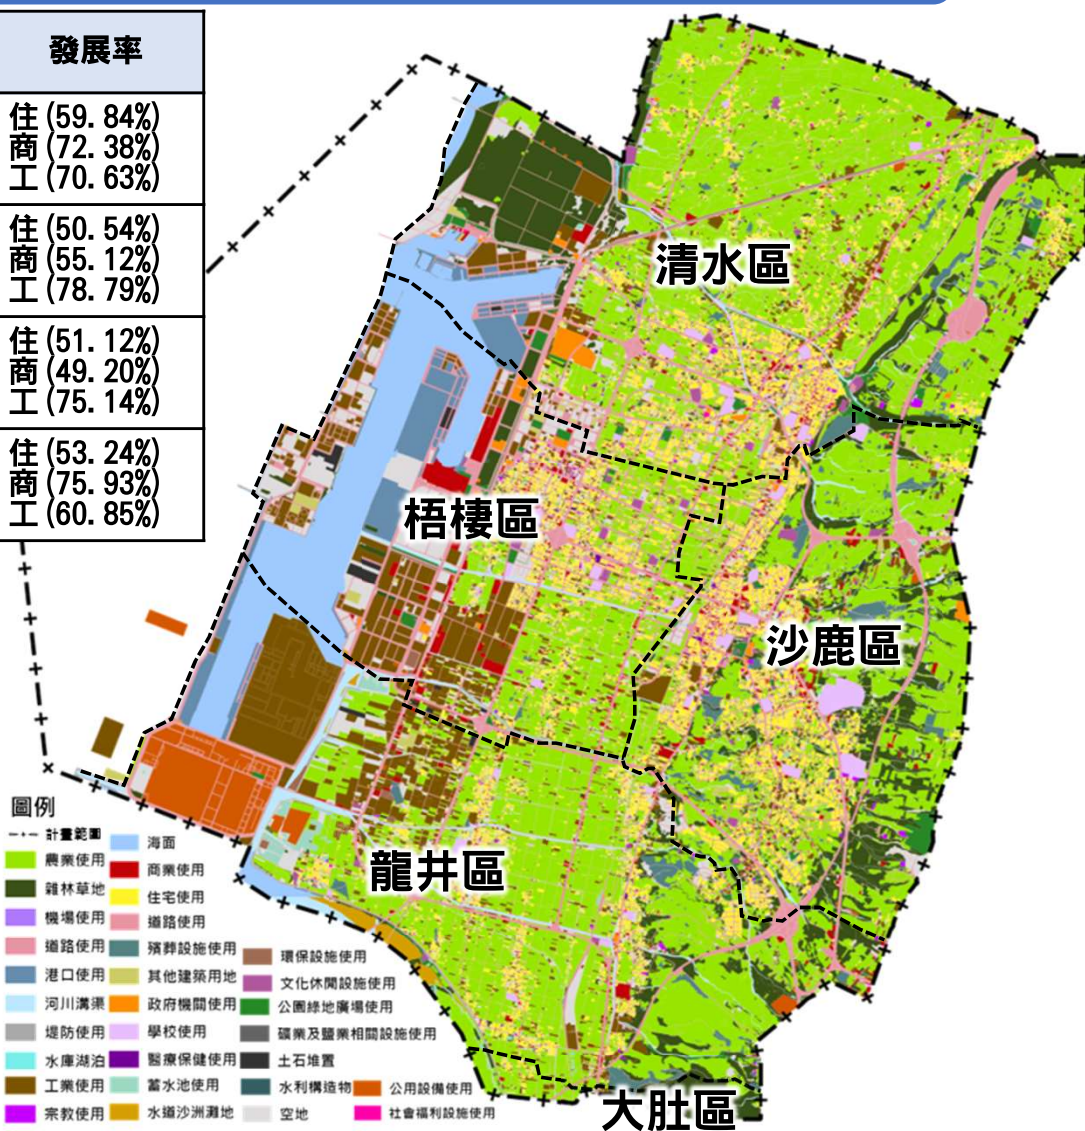 發展率
住(59.84%)
商(72.38%)
工(70.63%)
住(50.54%)
商(55.12%)
工(78.79%)
住(51.12%)
商(49.20%)
工(75.14%)
住(53.24%)
商(75.93%)
工(60.85%)
清水區
梧棲區
沙鹿區
龍井區
大肚區
圖例
計畫範圍
農業使用
雜林草地
機場使用
道路使用
港口使用
河川溝渠
堤防使用
水庫湖泊
工業使用
宗教使用
海面
商業使用
住宅使用
道路使用
殯葬設施使用
其他建築用地
政府機關使用
學校使用
醫療保健使用
蓄水池使用
水道沙洲灘地
環保設施使用
文化休閒設施使用
公園綠地廣場使用
礦業及鹽業相關設施使用
土石堆置
水利構造物
空地
公用設備使用
社會福利設施使用